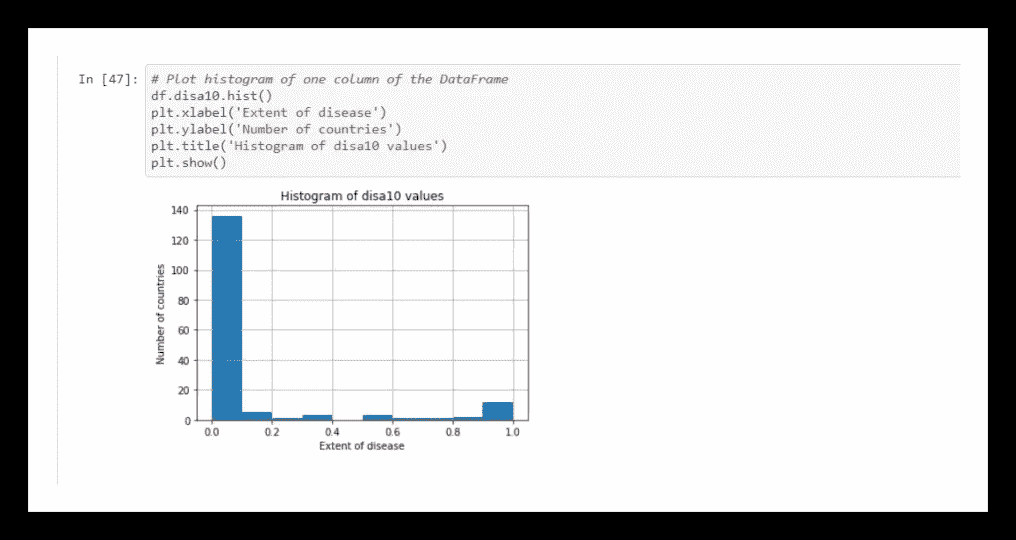 In [47]: # Plot histogram of one column of the DataFrame
df.disa10.hist()
plt.xlabel('Extent of disease')
plt.ylabel('Number of countries')
plt.title('Histogram of disa10 values')
plt.show()
Histogram of disa10 values
140
120
100
80
60
40
20
0
Number of countries
0.0 0.2 0.4 0.6 0.8 1.0
Extent of disease